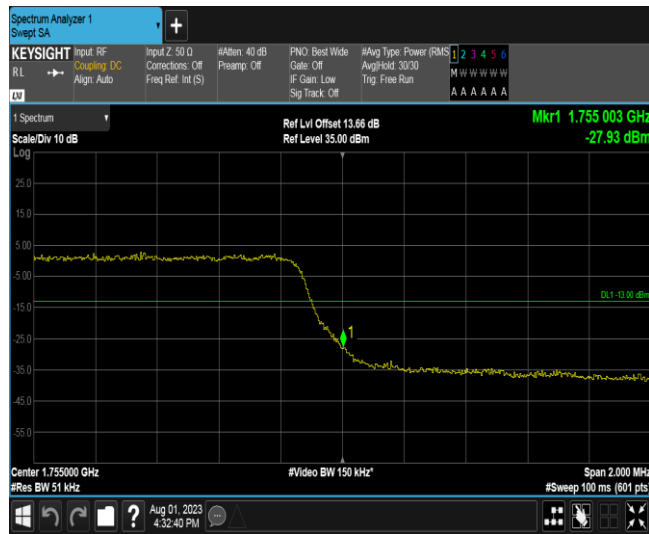 Spectrum Analyzer 1
Swept SA
+
KEYSIGHT
RL
LXI
Input: RF
Coupling: DC
Align: Auto
Input Z: 50 Ω
Corrections: Off
Freq Ref: Int (S)
#Atten: 40 dB
Preamp: Off
PNO: Best Wide
Gate: Off
IF Gain: Low
Sig Track: Off
#Avg Type: Power (RMS
Avg|Hold: 30/30
Trig: Free Run
1 2 3 4 5 6
M W W W W W
A A A A A A
1 Spectrum
Scale/Div 10 dB
Log
Ref Lvl Offset 13.66 dB
Ref Level 35.00 dBm
Mkr1 1.755 003 GHz
-27.93 dBm
25.0
15.0
5.00
-5.00
DL1 -13.00 dBm
-15.0
1
-25.0
-35.0
-45.0
-55.0
Center 1.755000 GHz
#Video BW 150 kHz*
Span 2.000 MHz
#Res BW 51 kHz
#Sweep 100 ms (601 pts)
?
Aug 01, 2023
4:32:40 PM